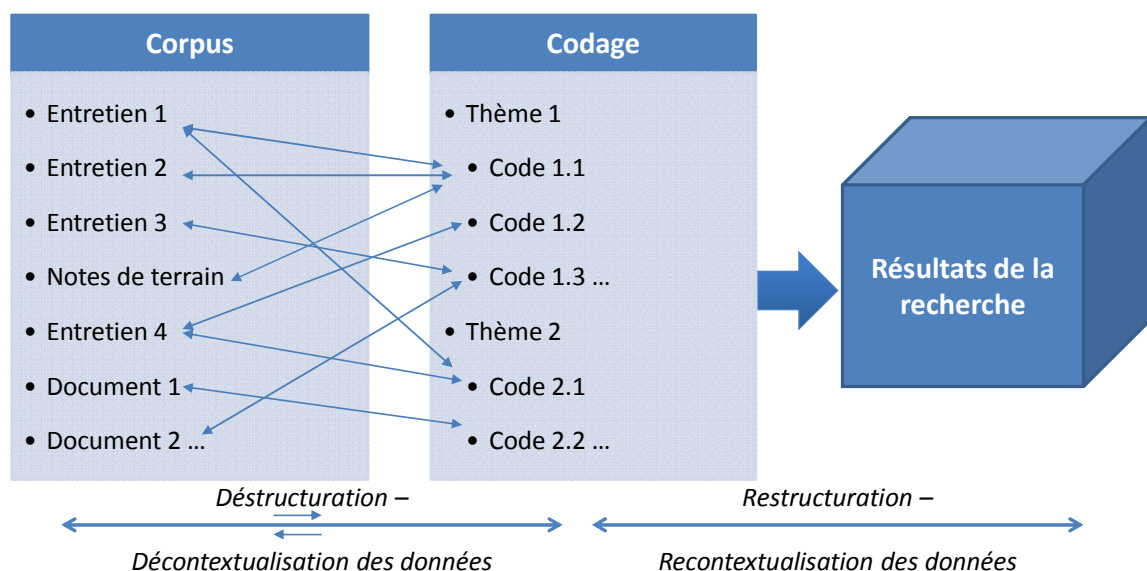 Corpus
• Entretien 1
• Entretien 2
• Entretien 3
• Notes de terrain
• Entretien 4
• Document 1
• Document 2 ...
Codage
• Thème 1
• Code 1.1
• Code 1.2
• Code 1.3 ...
• Thème 2
• Code 2.1
• Code 2.2 ...
Résultats de la
recherche
Déstructuration –
Décontextualisation des données
Restructuration –
Recontextualisation des données